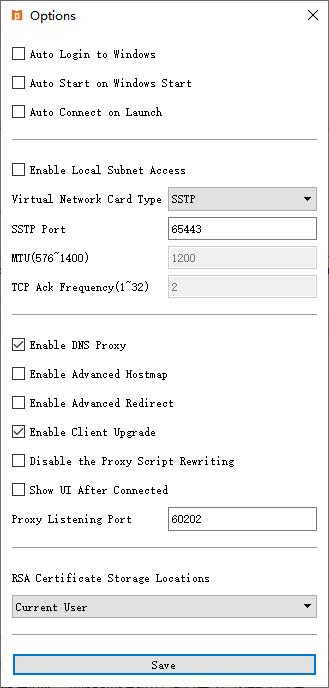 Options
Auto Login to Windows
Auto Start on Windows Start
Auto Connect on Launch
Enable Local Subnet Access
Virtual Network Card Type SSTP
SSTP Port 65443
MTU(576~1400) 1200
TCP Ack Frequency(1~32) 2
Enable DNS Proxy
Enable Advanced Hostmap
Enable Advanced Redirect
Enable Client Upgrade
Disable the Proxy Script Rewriting
Show UI After Connected
Proxy Listening Port 60202
RSA Certificate Storage Locations
Current User
Save